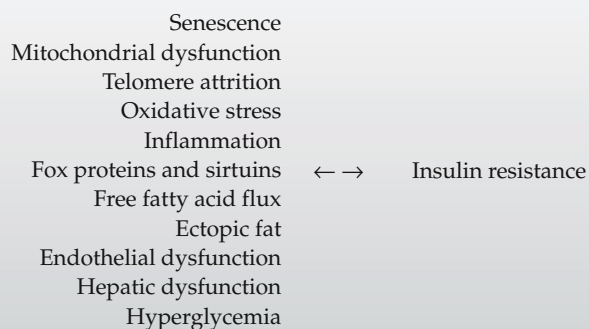 Senescence
Mitochondrial dysfunction
Telomere attrition
Oxidative stress
Inflammation
Fox proteins and sirtuins ← → Insulin resistance
Free fatty acid flux
Ectopic fat
Endothelial dysfunction
Hepatic dysfunction
Hyperglycemia